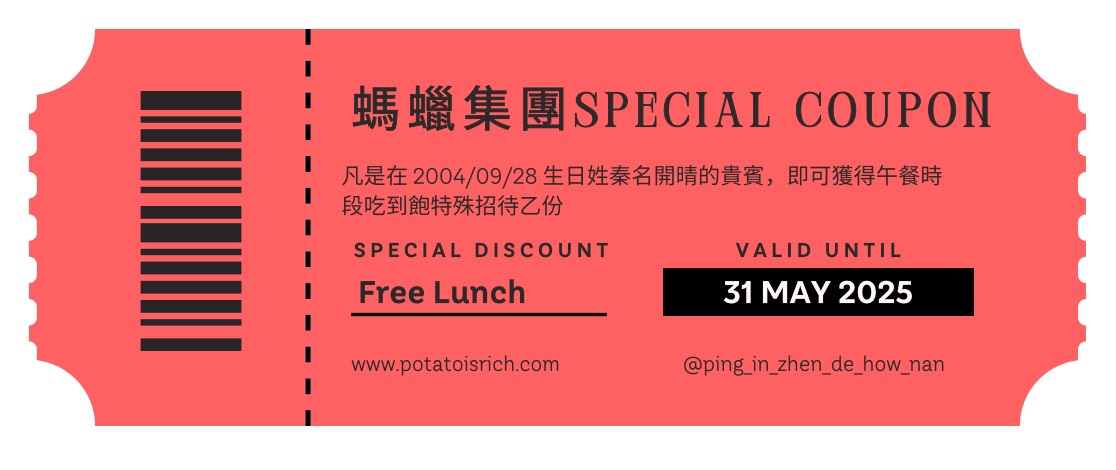 螞蠟集團SPECIAL COUPON
凡是在 2004/09/28 生日姓秦名開晴的貴賓，即可獲得午餐時
段吃到飽特殊招待乙份
SPECIAL DISCOUNT
VALID UNTIL
Free Lunch
31 MAY 2025
www.potatoisrich.com
@ping_in_zhen_de_how_nan